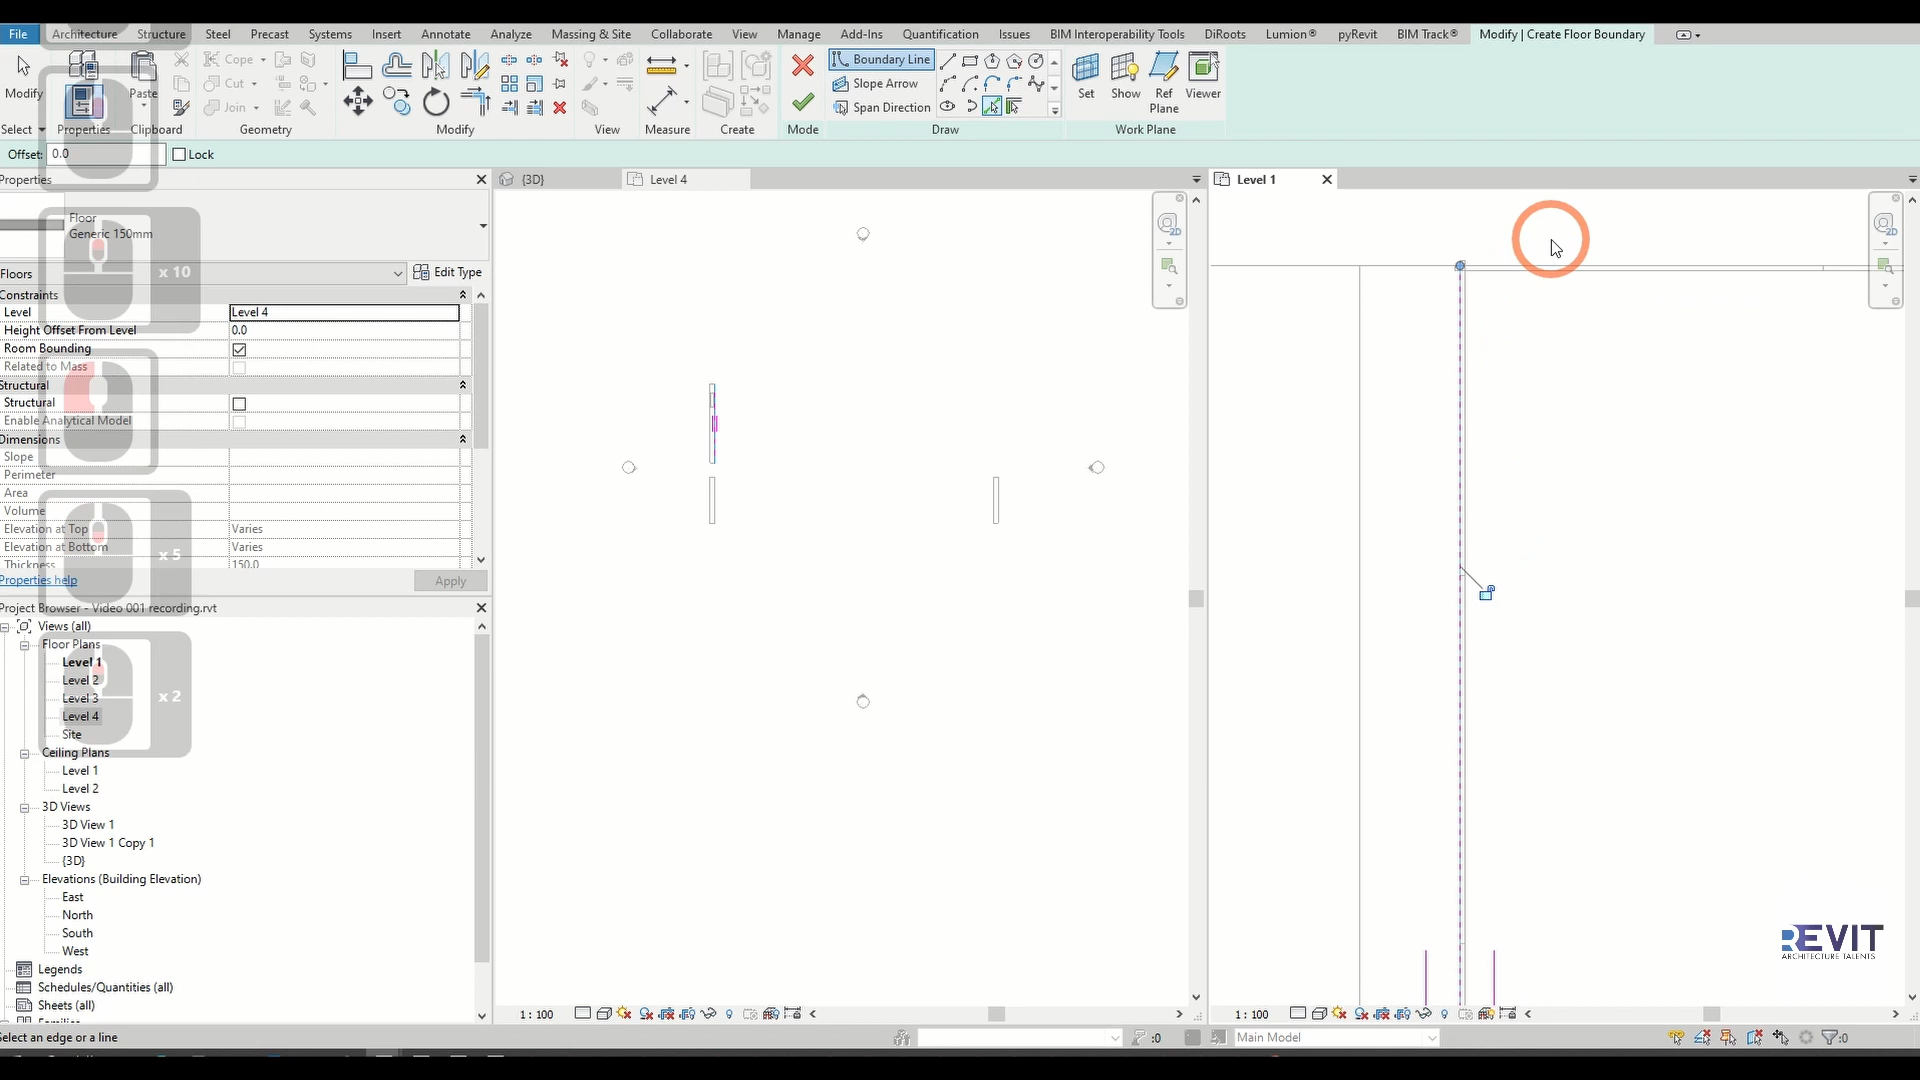 File Architecture Structure Steel Precast Systems Insert Annotate Analyze Massing & Site Collaborate View Manage Add-Ins Quantification Issues BIM Interoperability Tools DiRoots Lumion® pyRevit BIM Track® Modify | Create Floor Boundary
Cope Boundary Line
Cut Slope Arrow
Modify Paste Set Show Ref Plane Viewer
Join Span Direction
Select Properties Clipboard Geometry Modify View Measure Create Mode Draw Work Plane
Offset: 0.0 Lock
Properties {3D} Level 4 Level 1
Floor
Generic 150mm
2D 2D
Floors Edit Type
x 10
Constraints
Level Level 4
Height Offset From Level 0.0
Room Bounding
Related to Mass
Structural
Structural
Enable Analytical Model
Dimensions
Slope
Perimeter
Area
Volume
Elevation at Top Varies
Elevation at Bottom Varies
x 5
Thickness 150.0
Properties help Apply
Project Browser - Video 001 recording.rvt
Views (all)
Floor Plans
Level 1
Level 2
Level 3
x 2
Level 4
Site
Ceiling Plans
Level 1
Level 2
3D Views
3D View 1
3D View 1 Copy 1
{3D}
Elevations (Building Elevation)
East
North
South
West
Legends
Schedules/Quantities (all)
Sheets (all)
REVIT
ARCHITECTURE TALENTS
1 : 100 1 : 100
Select an edge or a line :0 Main Model :0